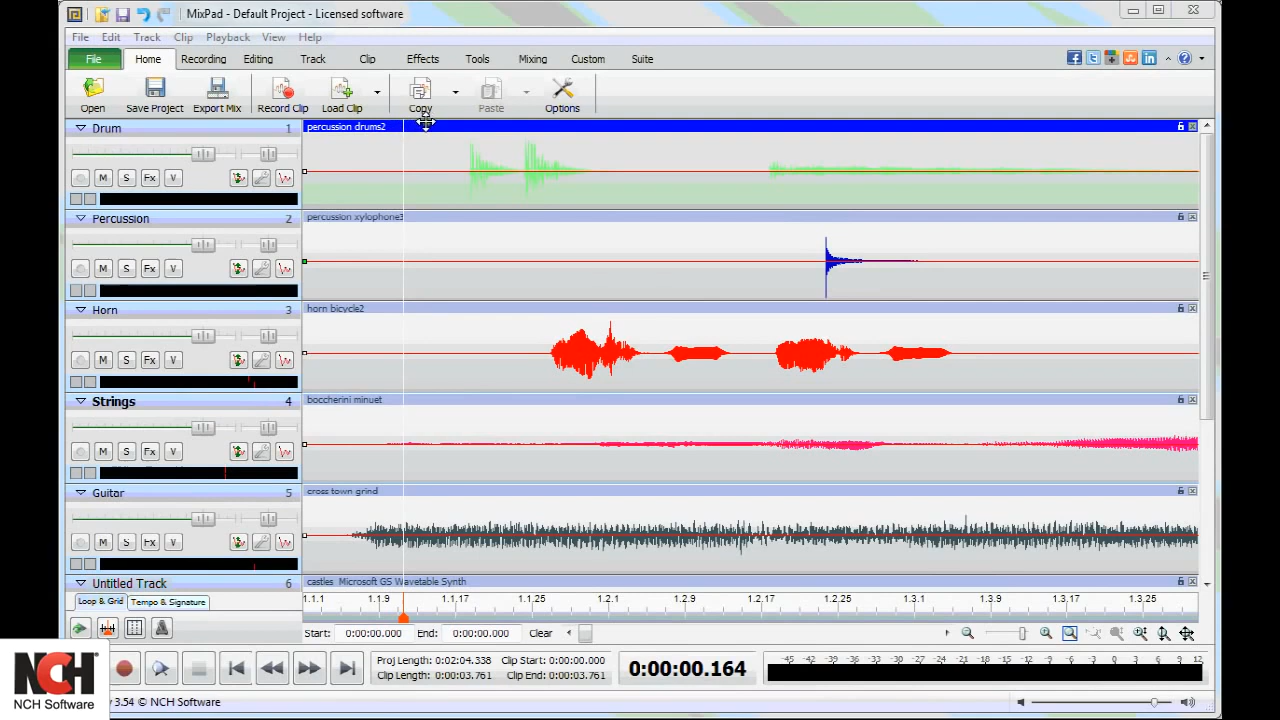 MixPad - Default Project - Licensed software
File Edit Track Clip Playback View Help
File Home Recording Editing Track Clip Effects Tools Mixing Custom Suite
Open Save Project Export Mix Record Clip Load Clip Copy Paste Options
Drum 1 percussion drums2
M S Fx V
Percussion 2 percussion xylophone3
M S Fx V
Horn 3 horn bicycle2
M S Fx V
Strings 4 boccherini minuet
M S Fx V
Guitar 5 cross town grind
M S Fx V
Untitled Track 6 castles Microsoft GS Wavetable Synth
Loop & Grid Tempo & Signature
1.1.1 1.1.9 1.1.17 1.1.25 1.2.1 1.2.9 1.2.17 1.2.25 1.3.1 1.3.9 1.3.17 1.3.25
Start: 0:00:00.000 End: 0:00:00.000 Clear
Proj Length: 0:02:04.338 Clip Start: 0:00:00.000
Clip Length: 0:00:03.761 Clip End: 0:00:03.761
0:00:00.164
-45 -42 -39 -36 -33 -30 -27 -24 -21 -18 -15 -12 -9 -6 -3 0 3 6 9 12
NCH
NCH Software
3.54 © NCH Software